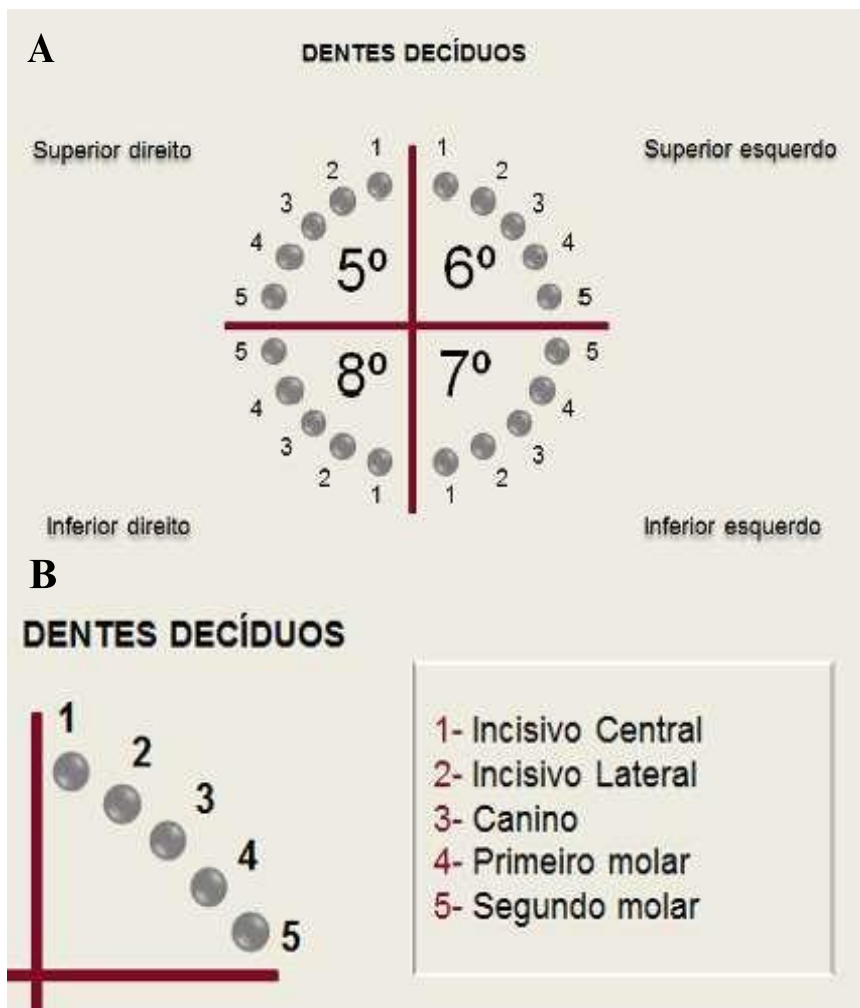 A
DENTES DECÍDUOS
Superior direito
Superior esquerdo
1 1
2 2
3 3
4 4
5º 6º
5 5
5 5
8º 7º
4 4
3 3
2 2
1 1
Inferior direito
Inferior esquerdo
B
DENTES DECÍDUOS
1
2
3
4
5
1- Incisivo Central
2- Incisivo Lateral
3- Canino
4- Primeiro molar
5- Segundo molar